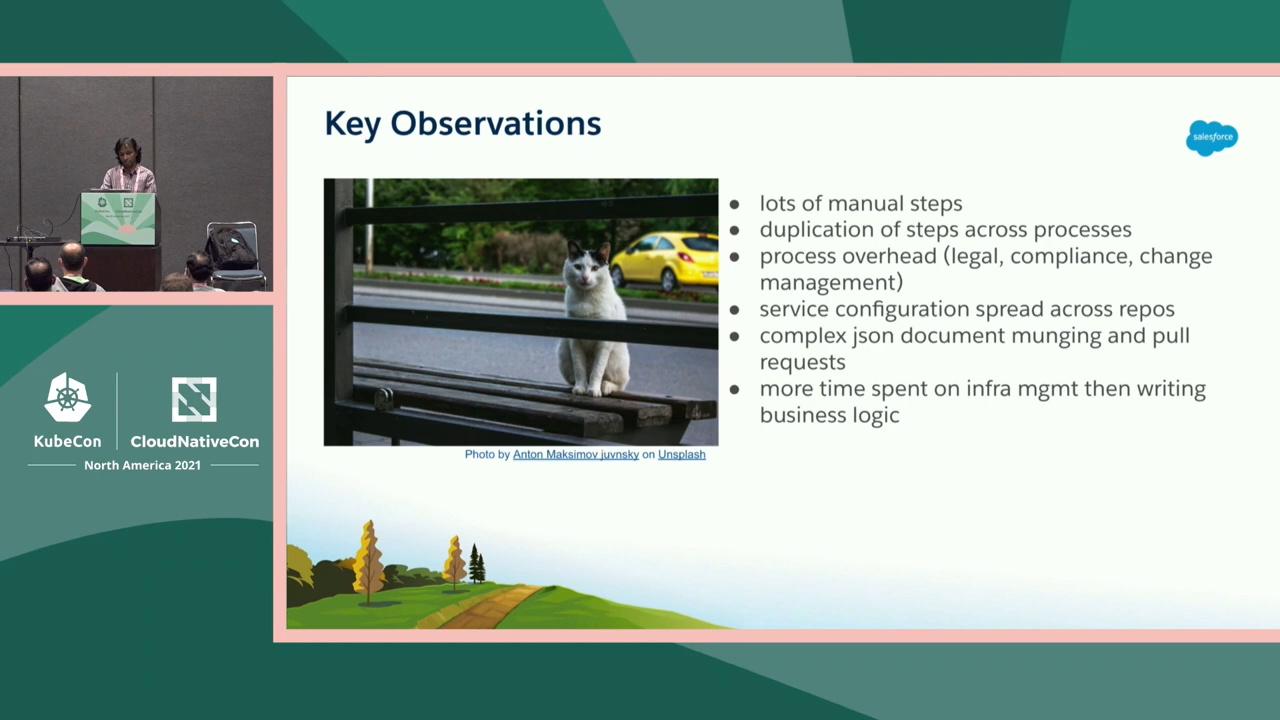 Key Observations
salesforce
● lots of manual steps
● duplication of steps across processes
● process overhead (legal, compliance, change
management)
● service configuration spread across repos
● complex json document munging and pull
requests
● more time spent on infra mgmt then writing
business logic
Photo by Anton Maksimov juvnsky on Unsplash
KubeCon
CloudNativeCon
North America 2021